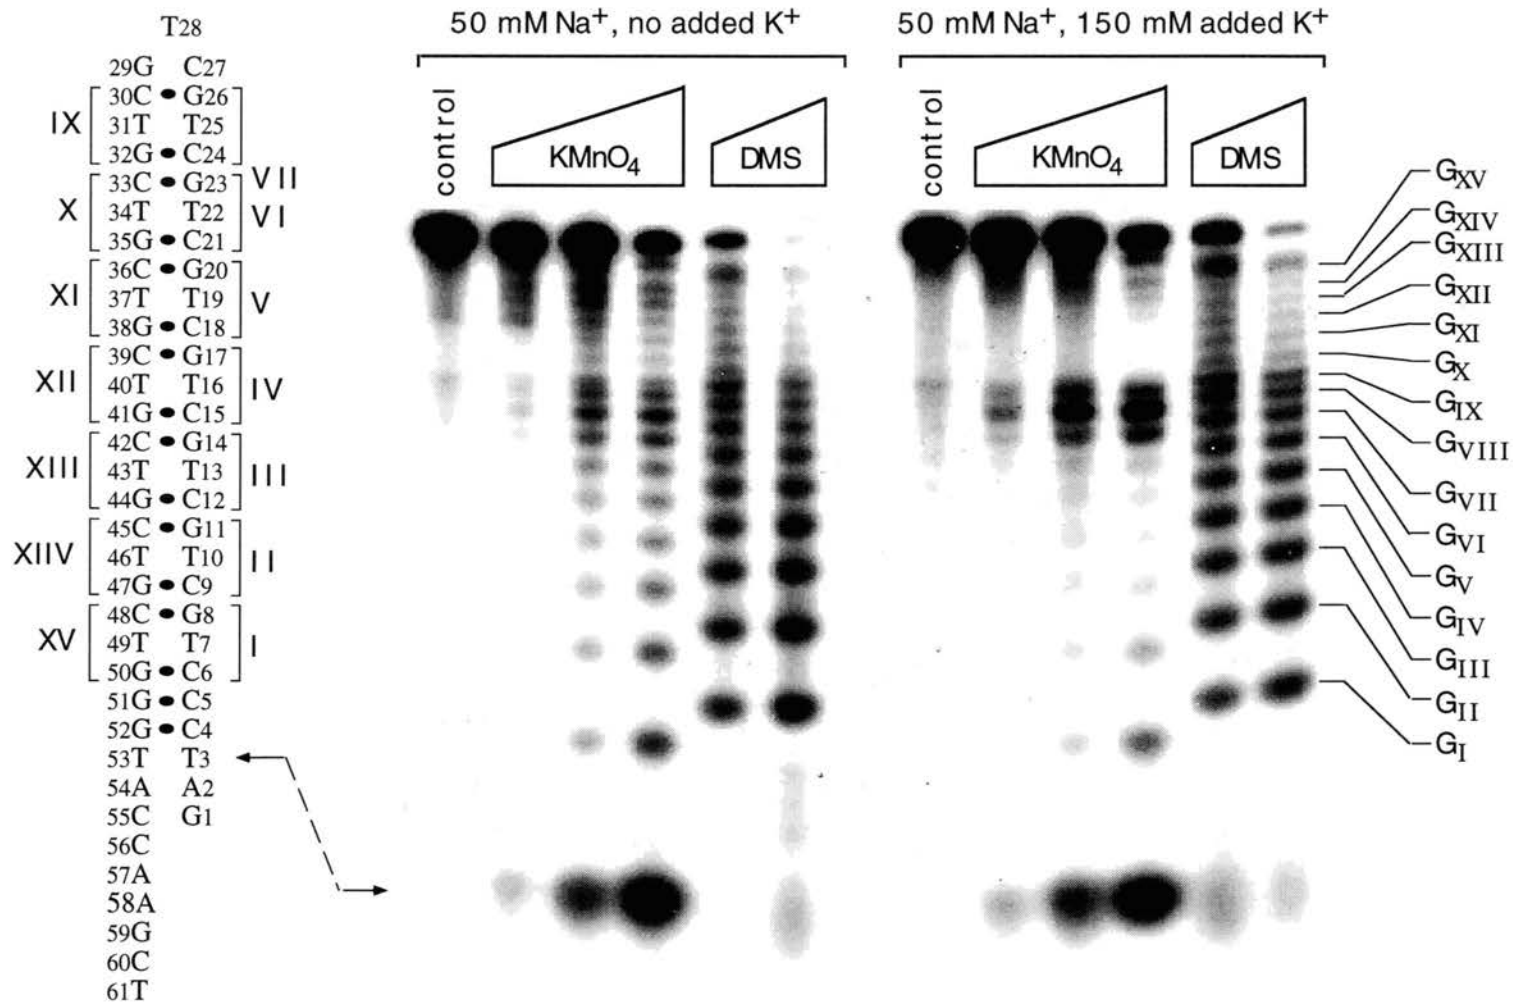 T28
29G C27
30C G26
31T T25
32G C24
33C G23
34T T22
35G C21
36C G20
37T T19
38G C18
39C G17
40T T16
41G C15
42C G14
43T T13
44G C12
45C G11
46T T10
47G C9
48C G8
49T T7
50G C6
51G C5
52G C4
53T T3
54A A2
55C G1
56C
57A
58A
59G
60C
61T
IX
X
XI
XII
XIII
XIIV
XV
VII
VI
V
IV
III
II
I
50 mM Na+, no added K+
control
KMnO4
DMS
50 mM Na+, 150 mM added K+
control
KMnO4
DMS
GXV
GXIV
GXIII
GXII
GXI
GX
GIX
GVIII
GVII
GVI
GV
GIV
GIII
GII
GI